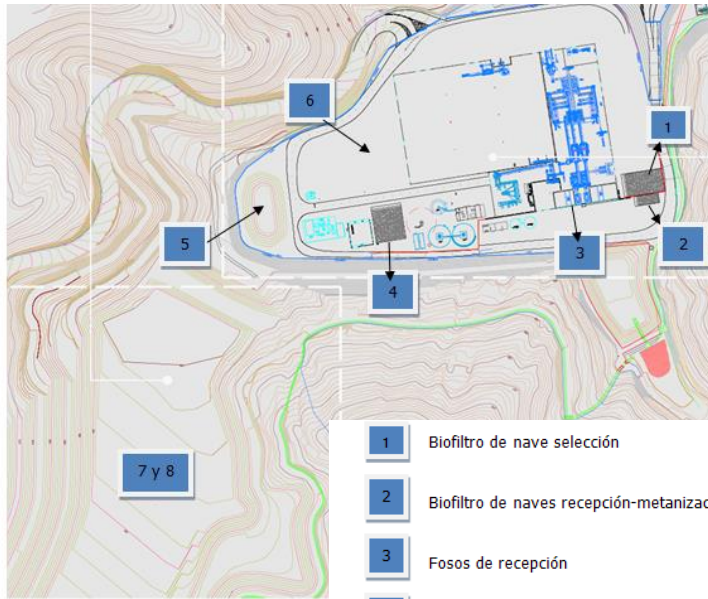 6
1
5
4
3
2
7 y 8
1 Biofiltro de nave selección
2 Biofiltro de naves recepción-metanizac
3 Fosos de recepción